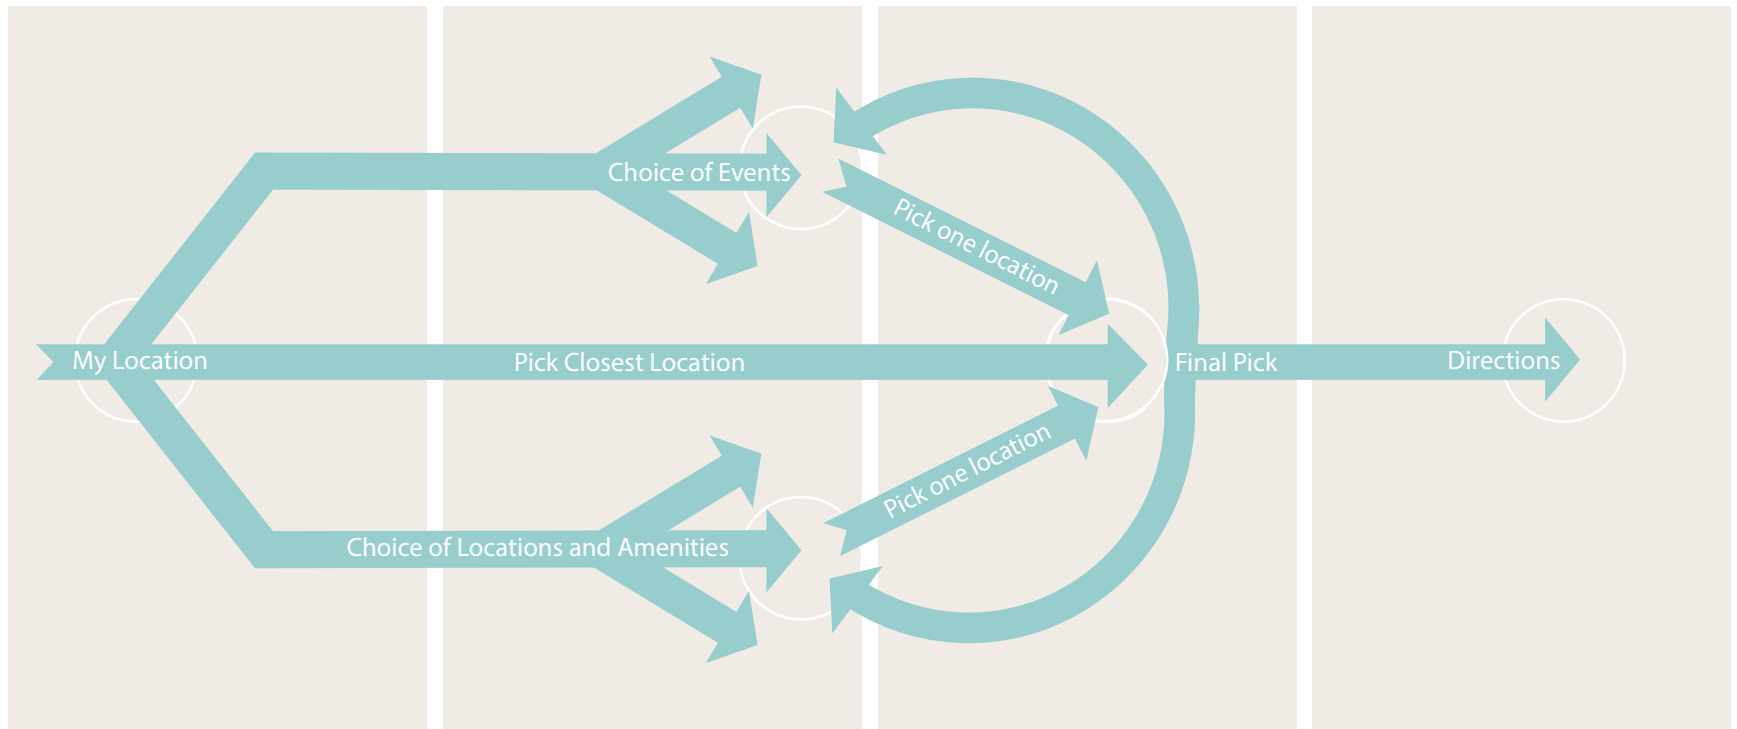 Choice of Events
Pick one location
My Location
Pick Closest Location
Final Pick
Directions
Pick one location
Choice of Locations and Amenities